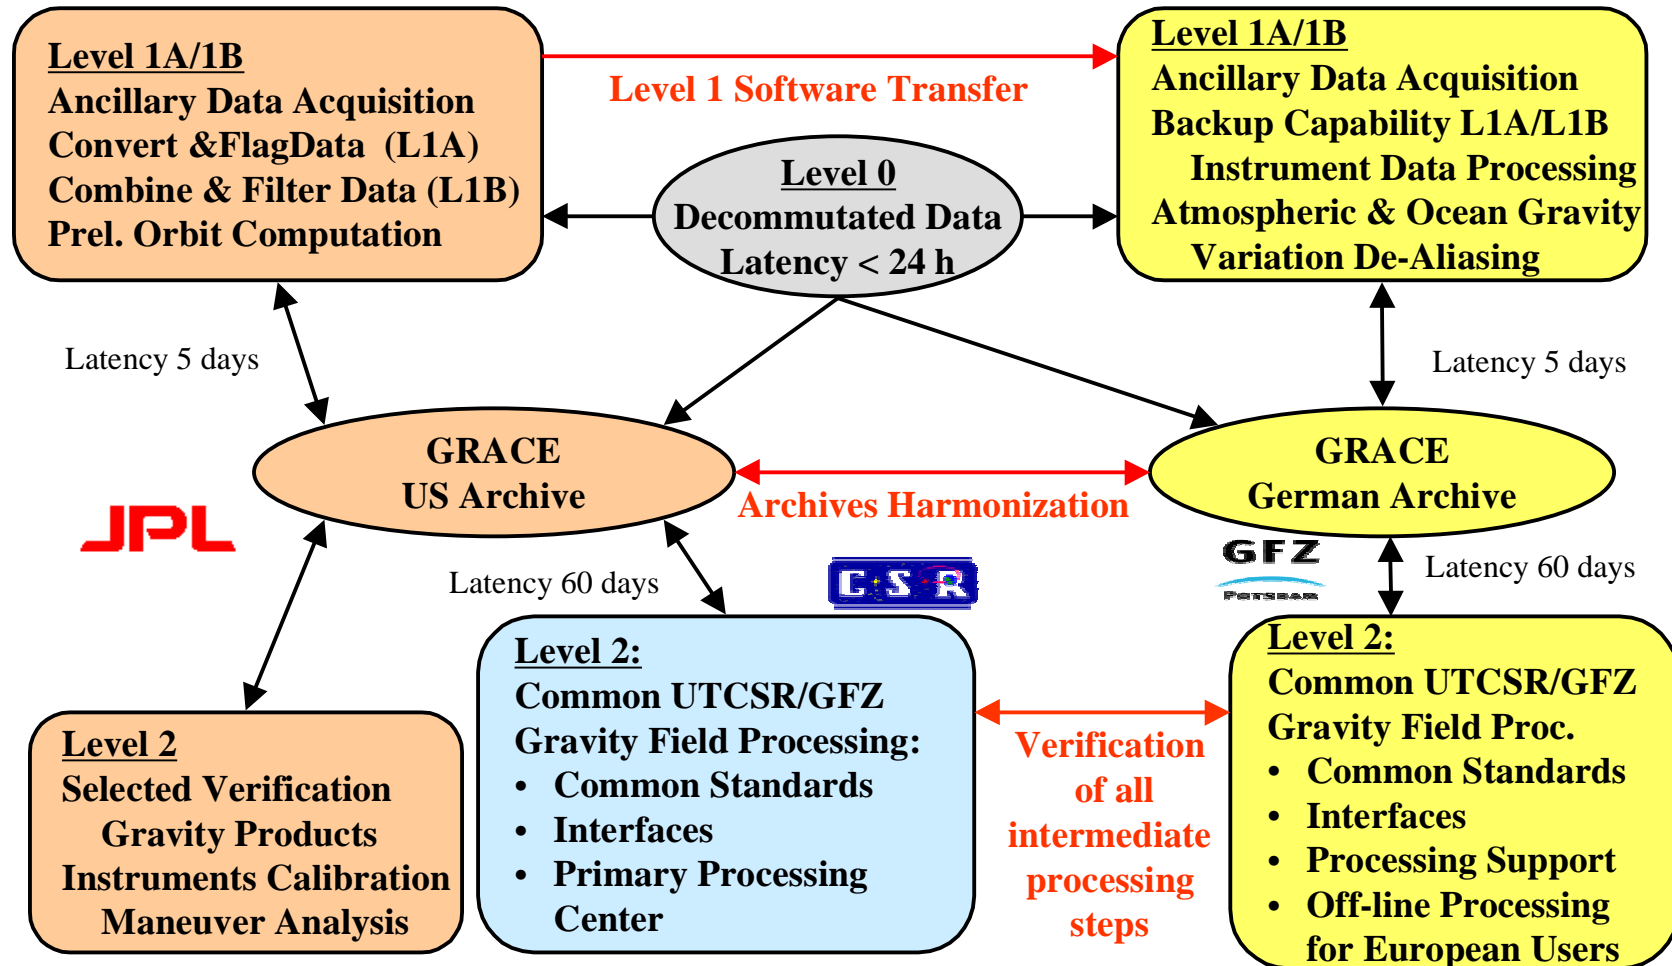 Level 1A/1B
Ancillary Data Acquisition
Convert &FlagData (L1A)
Combine & Filter Data (L1B)
Prel. Orbit Computation
Level 1 Software Transfer
Level 1A/1B
Ancillary Data Acquisition
Backup Capability L1A/L1B
Instrument Data Processing
Atmospheric & Ocean Gravity
Variation De-Aliasing
Level 0
Decommutated Data
Latency < 24 h
Latency 5 days
Latency 5 days
GRACE
US Archive
Archives Harmonization
GRACE
German Archive
JPL
Latency 60 days
C S R
GFZ
POTSDAM
Latency 60 days
Level 2
Selected Verification
Gravity Products
Instruments Calibration
Maneuver Analysis
Level 2:
Common UTCSR/GFZ
Gravity Field Processing:
• Common Standards
• Interfaces
• Primary Processing
Center
Verification
of all
intermediate
processing
steps
Level 2:
Common UTCSR/GFZ
Gravity Field Proc.
• Common Standards
• Interfaces
• Processing Support
• Off-line Processing
for European Users